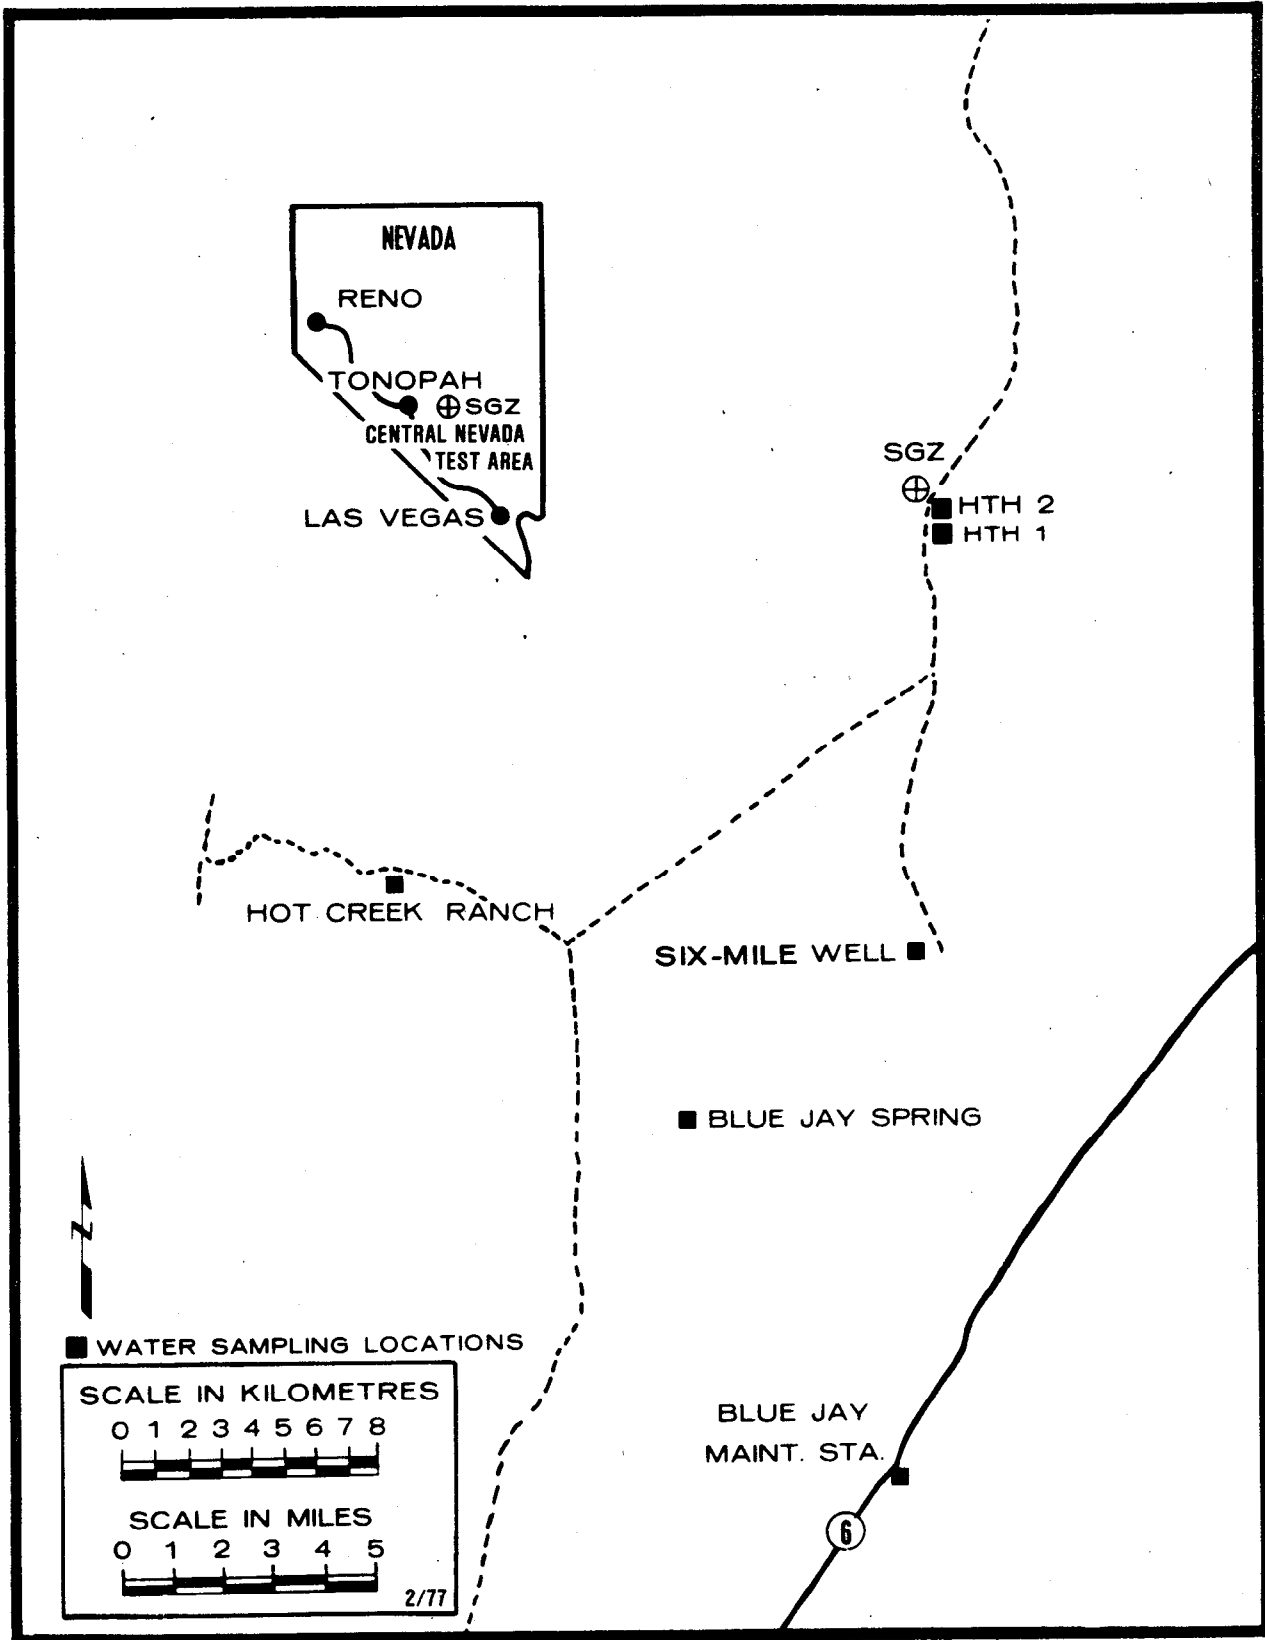 NEVADA
RENO
TONOPAH
SGZ
CENTRAL NEVADA
TEST AREA
LAS VEGAS
SGZ
HTH 2
HTH 1
HOT CREEK RANCH
SIX-MILE WELL
BLUE JAY SPRING
N
WATER SAMPLING LOCATIONS
SCALE IN KILOMETRES
0 1 2 3 4 5 6 7 8
SCALE IN MILES
0 1 2 3 4 5
2/77
BLUE JAY
MAINT. STA.
6